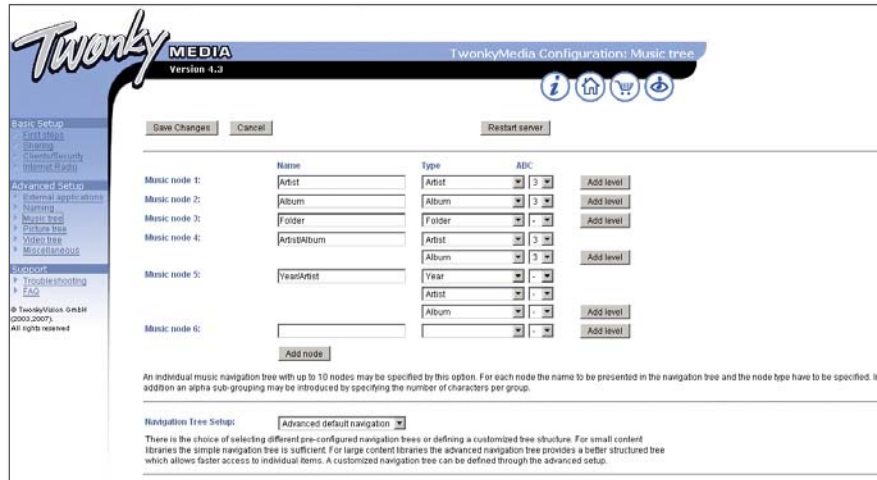 Twonky
MEDIA
Version 4.3
TwonkyMedia Configuration: Music tree
Basic Setup
First steps
Sharing
Clients/Security
Internet Radio
Advanced Setup
External applications
Naming
Music tree
Picture tree
Video tree
Miscellaneous
Support
Troubleshooting
FAQ
© TwonkyVision GmbH
(2003,2007).
All rights reserved
Save Changes Cancel Restart server
Name Type ABC
Music node 1: Artist Artist 3 Add level
Music node 2: Album Album 3 Add level
Music node 3: Folder Folder - Add level
Music node 4: Artist/Album Artist 3
Album 3 Add level
Music node 5: Year/Artist Year -
Artist -
Album - Add level
Music node 6: - Add level
Add node
An individual music navigation tree with up to 10 nodes may be specified by this option. For each node the name to be presented in the navigation tree and the node type have to be specified. In
addition an alpha sub-grouping may be introduced by specifying the number of characters per group.
Navigation Tree Setup: Advanced default navigation
There is the choice of selecting different pre-configured navigation trees or defining a customized tree structure. For small content
libraries the simple navigation tree is sufficient. For large content libraries the advanced navigation tree provides a better structured tree
which allows faster access to individual items. A customized navigation tree can be defined through the advanced setup.